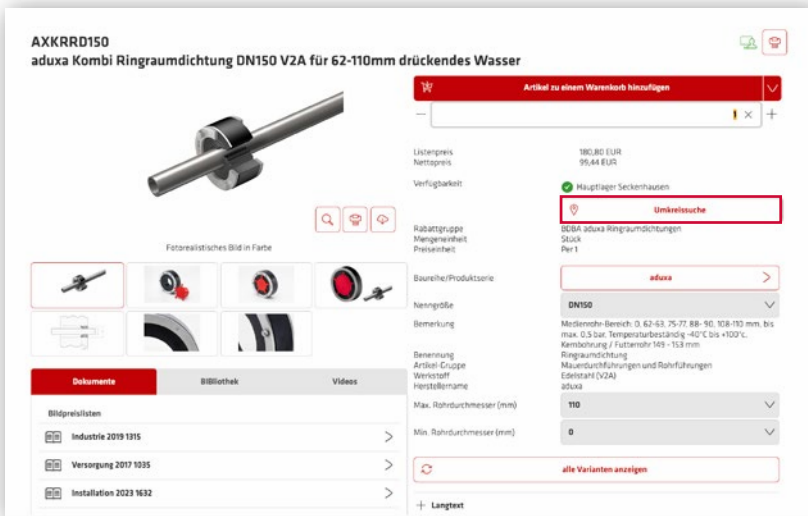 AXKRRD150
aduxa Kombi Ringraumdichtung DN150 V2A für 62-110mm drückendes Wasser
Artikel zu einem Warenkorb hinzufügen
1
Listenpreis 180,80 EUR
Nettopreis 99,44 EUR
Verfügbarkeit Hauptlager Seckenhausen
Umkreissuche
Rabattgruppe BDBA aduxa Ringraumdichtungen
Mengeneinheit Stück
Preiseinheit Per 1
Fotorealistisches Bild in Farbe
Baureihe/Produktserie aduxa
Nenngröße DN150
Bemerkung Medienrohr-Bereich: 0, 62-63, 75-77, 88- 90, 108-110 mm, bis
max. 0,5 bar, Temperaturbeständig -40°C bis +100°c,
Kernbohrung / Futterrohr 149 - 153 mm
Benennung Ringraumdichtung
Artikel-Gruppe Mauerdurchführungen und Rohrführungen
Werkstoff Edelstahl (V2A)
Herstellername aduxa
Max. Rohrdurchmesser (mm) 110
Min. Rohrdurchmesser (mm) 0
alle Varianten anzeigen
Langtext
Dokumente BIBliothek Videos
Bildpreislisten
Industrie 2019 1315
Versorgung 2017 1035
Installation 2023 1632